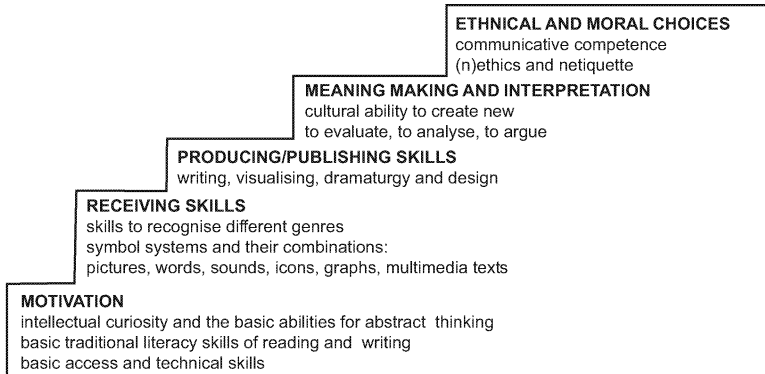 ETHNICAL AND MORAL CHOICES
communicative competence
(n)ethics and netiquette
MEANING MAKING AND INTERPRETATION
cultural ability to create new
to evaluate, to analyse, to argue
PRODUCING/PUBLISHING SKILLS
writing, visualising, dramaturgy and design
RECEIVING SKILLS
skills to recognise different genres
symbol systems and their combinations:
pictures, words, sounds, icons, graphs, multimedia texts
MOTIVATION
intellectual curiosity and the basic abilities for abstract thinking
basic traditional literacy skills of reading and writing
basic access and technical skills